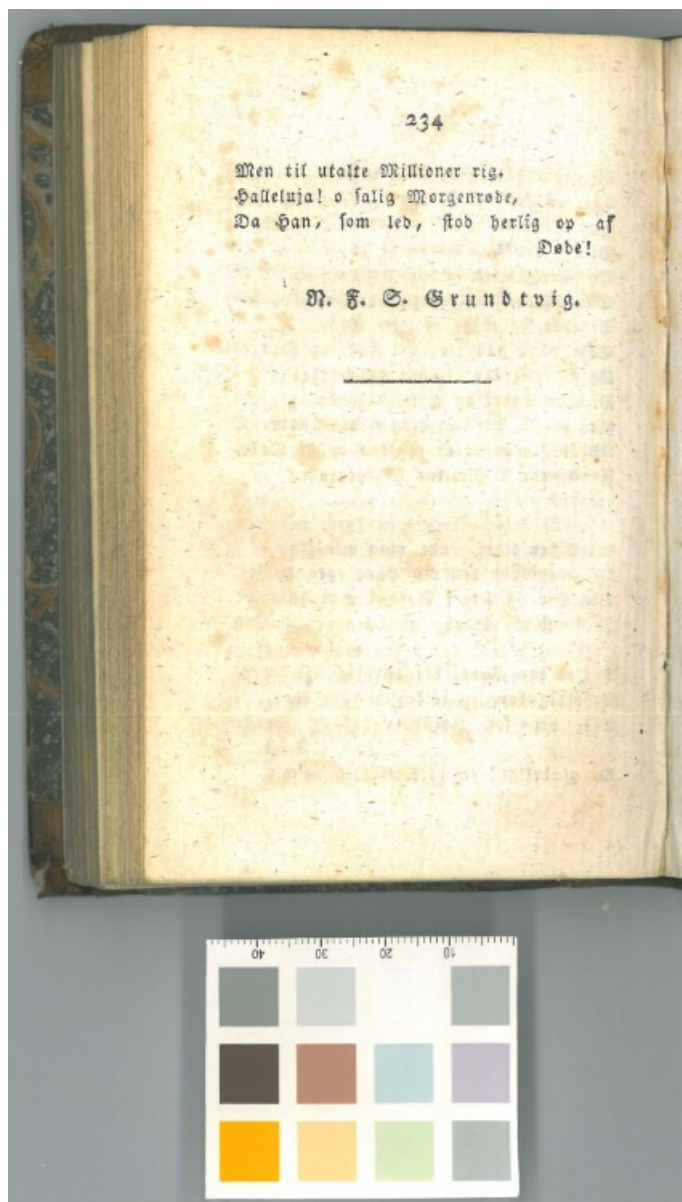 234
Men til utalte Millioner rig.
Halleluja! o salig Morgenrøde,
Da Han, som led, stod herlig op af
Døde!
N. F. S. Grundtvig.
40 30 20 10